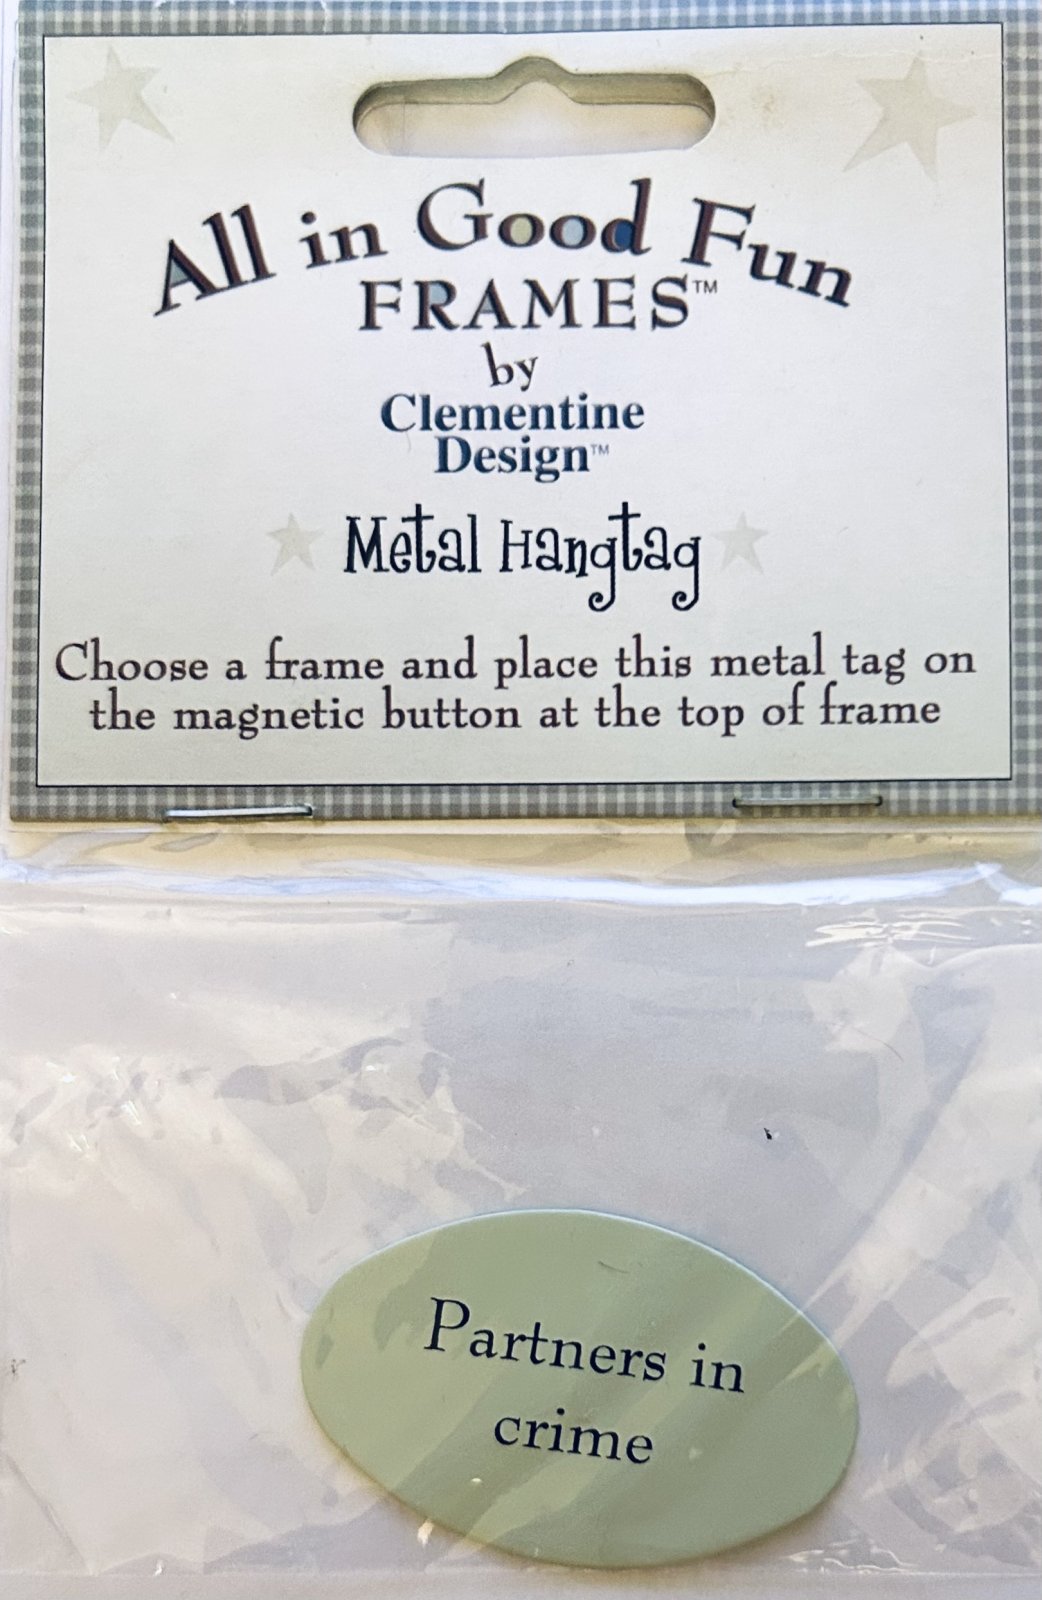 All in Good Fun
FRAMES™
by
Clementine
Design™
Metal Hangtag
Choose a frame and place this metal tag on
the magnetic button at the top of frame
Partners in
crime